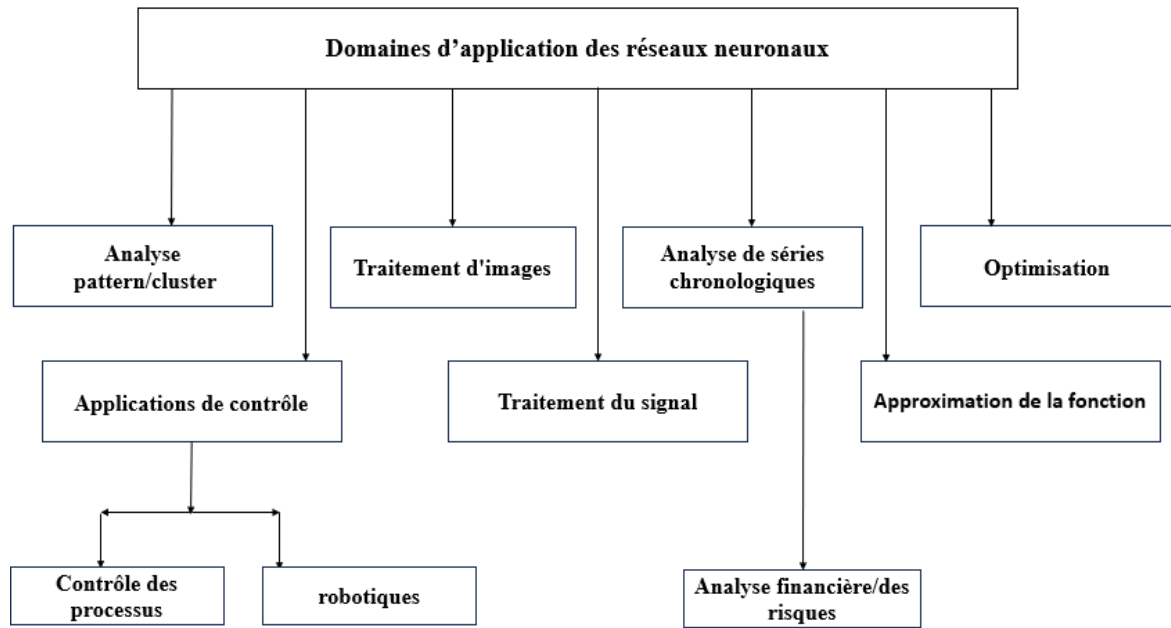 Domaines d’application des réseaux neuronaux
Analyse
pattern/cluster
Traitement d'images
Analyse de séries
chronologiques
Optimisation
Applications de contrôle
Traitement du signal
Approximation de la fonction
Contrôle des
processus
robotiques
Analyse financière/des
risques